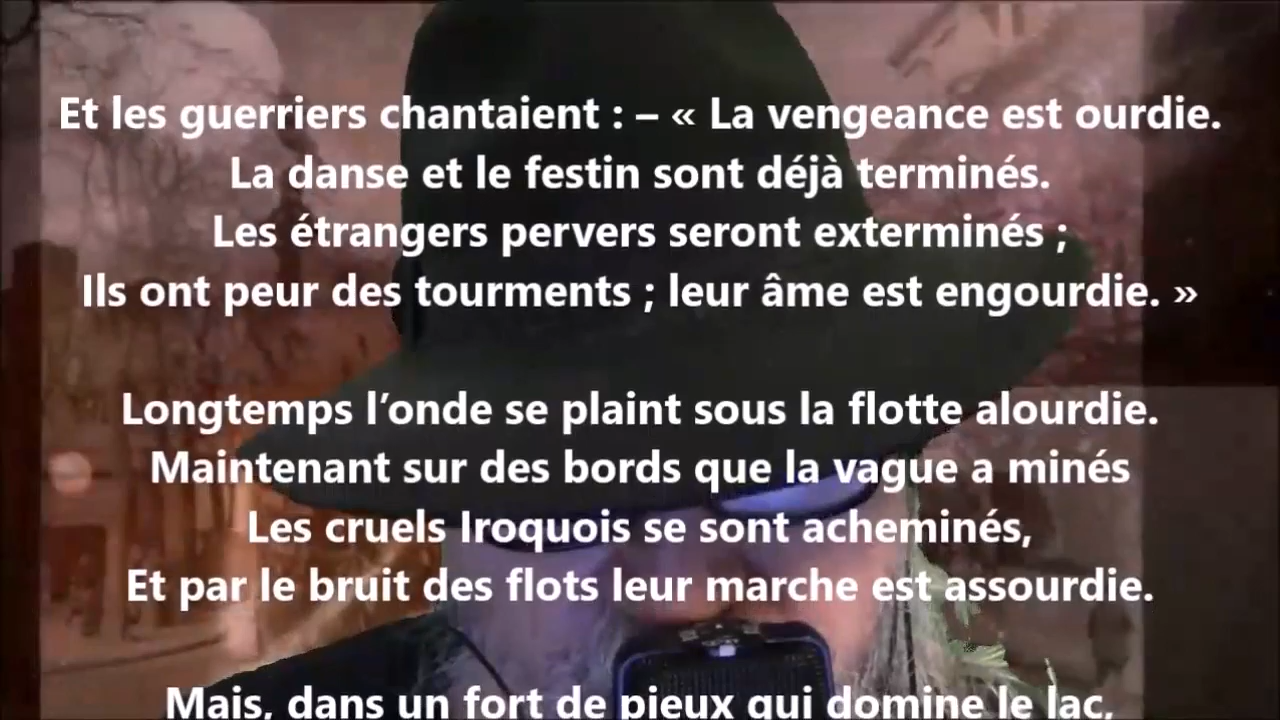 Et les guerriers chantaient : – « La vengeance est ourdie.
La danse et le festin sont déjà terminés.
Les étrangers pervers seront exterminés ;
Ils ont peur des tourments ; leur âme est engourdie. »
Longtemps l’onde se plaint sous la flotte alourdie.
Maintenant sur des bords que la vague a minés
Les cruels Iroquois se sont acheminés,
Et par le bruit des flots leur marche est assourdie.
Mais, dans un fort de pieux qui domine le lac,